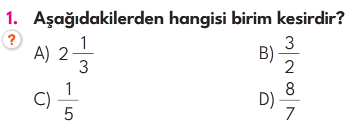 1. Aşağıdakilerden hangisi birim kesirdir?
?
A) 2 1/3 B) 3/2
C) 1/5 D) 8/7